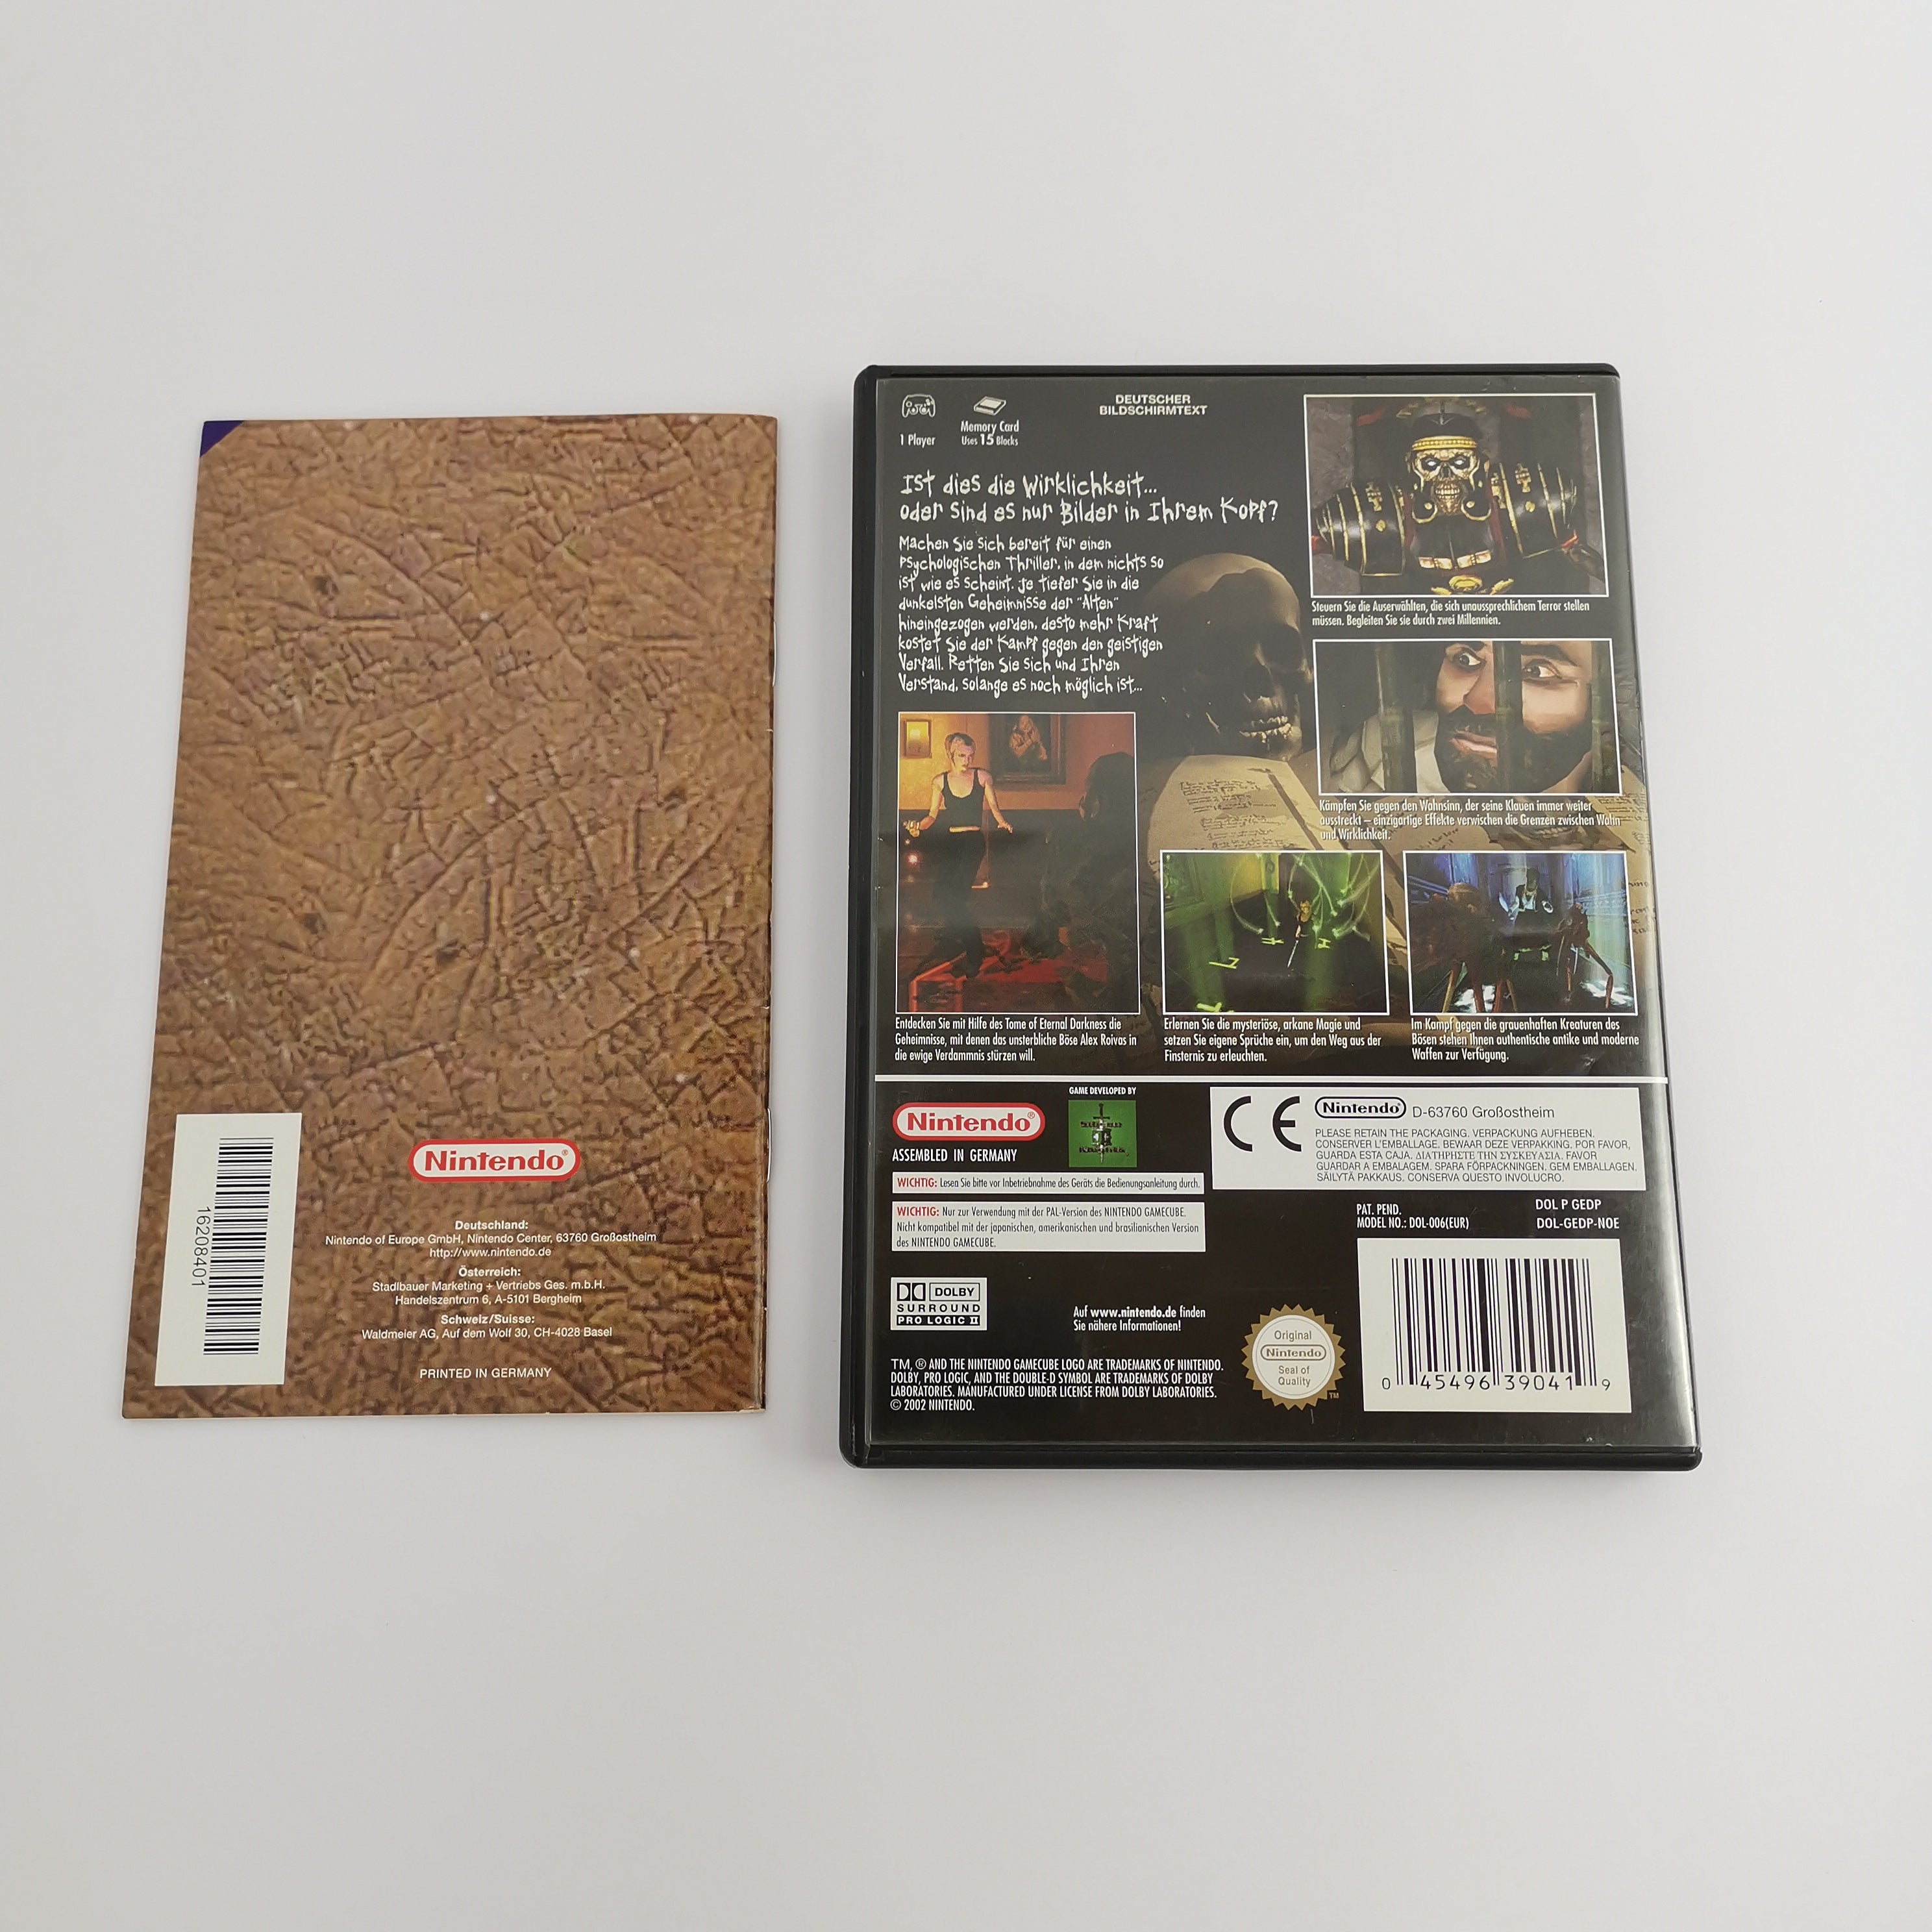 16208401
Nintendo®
Deutschland:
Nintendo of Europe GmbH, Nintendo Center, 63760 Großostheim
http://www.nintendo.de
Österreich:
Stadlbauer Marketing + Vertriebs Ges. m.b.H.
Handelszentrum 6, A-5101 Bergheim
Schweiz/Suisse:
Waldmeier AG, Auf dem Wolf 30, CH-4028 Basel
PRINTED IN GERMANY
1 Player
Memory Card
Uses 15 Blocks
DEUTSCHER
BILDSCHIRMTEXT
Ist dies die Wirklichkeit...
oder sind es nur Bilder in Ihrem Kopf?
Machen Sie sich bereit für einen
psychologischen Thriller, in dem nichts so
ist wie es scheint. Je tiefer Sie in die
dunkelsten Geheimnisse der "Alten"
hineingezogen werden, desto mehr Kraft
kostet Sie der Kampf gegen den geistigen
Verfall. Retten Sie sich und Ihren
Verstand, solange es noch möglich ist...
Steuern Sie die Auserwählten, die sich unaussprechlichem Terror stellen
müssen. Begleiten Sie sie durch zwei Millennien.
Kämpfen Sie gegen den Wahnsinn, der seine Klauen immer weiter
ausstreckt – einzigartige Effekte verwischen die Grenzen zwischen Wahn
und Wirklichkeit.
Entdecken Sie mit Hilfe des Tome of Eternal Darkness die
Geheimnisse, mit denen das unsterbliche Böse Alex Roivas in
die ewige Verdammnis stürzen will.
Erlernen Sie die mysteriöse, arkane Magie und
setzen Sie eigene Sprüche ein, um den Weg aus der
Finsternis zu erleuchten.
Im Kampf gegen die grauenhaften Kreaturen des
Bösen stehen Ihnen authentische antike und moderne
Waffen zur Verfügung.
Nintendo®
ASSEMBLED IN GERMANY
GAME DEVELOPED BY
Silicon
Knights
CE
Nintendo® D-63760 Großostheim
PLEASE RETAIN THE PACKAGING. VERPACKUNG AUFHEBEN.
CONSERVER L'EMBALLAGE. BEWAAR DEZE VERPAKKING. POR FAVOR,
GUARDA ESTA CAJA. ΔΙΑΤΗΡΗΣΤΕ ΤΗΝ ΣΥΣΚΕΥΑΣΙΑ. FAVOR
GUARDAR A EMBALAGEM. SPARA FÖRPACKNINGEN. GEM EMBALLAGEN.
SÄILYTÄ PAKKAUS. CONSERVA QUESTO INVOLUCRO.
WICHTIG: Lesen Sie bitte vor Inbetriebnahme des Geräts die Bedienungsanleitung durch.
WICHTIG: Nur zur Verwendung mit der PAL-Version des NINTENDO GAMECUBE.
Nicht kompatibel mit der japanischen, amerikanischen und brasilianischen Version
des NINTENDO GAMECUBE.
PAT. PEND.
MODEL NO.: DOL-006(EUR)
DOL P GEDP
DOL-GEDP-NOE
DOLBY
SURROUND
PRO LOGIC II
Auf www.nintendo.de finden
Sie nähere Informationen!
Original
Nintendo
Seal of
Quality
TM
TM, ® AND THE NINTENDO GAMECUBE LOGO ARE TRADEMARKS OF NINTENDO.
DOLBY, PRO LOGIC, AND THE DOUBLE-D SYMBOL ARE TRADEMARKS OF DOLBY
LABORATORIES. MANUFACTURED UNDER LICENSE FROM DOLBY LABORATORIES.
© 2002 NINTENDO.
0 45496 39041 9